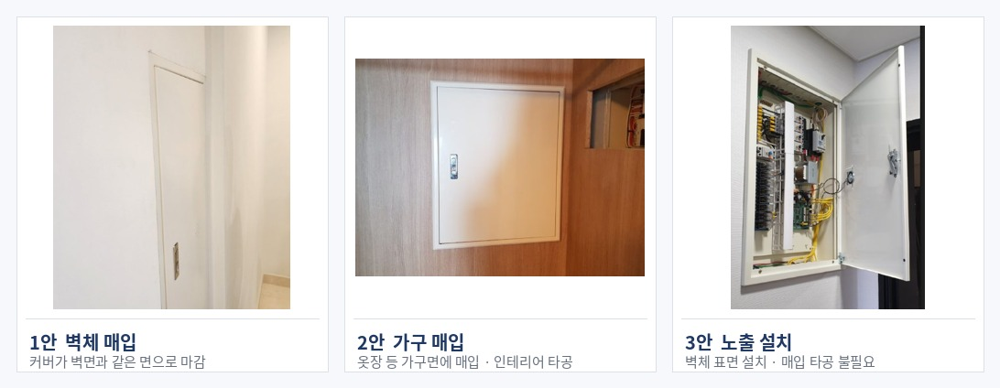 1안 벽체 매입
커버가 벽면과 같은 면으로 마감
2안 가구 매입
옷장 등 가구면에 매입 · 인테리어 타공
3안 노출 설치
벽체 표면 설치 · 매입 타공 불필요